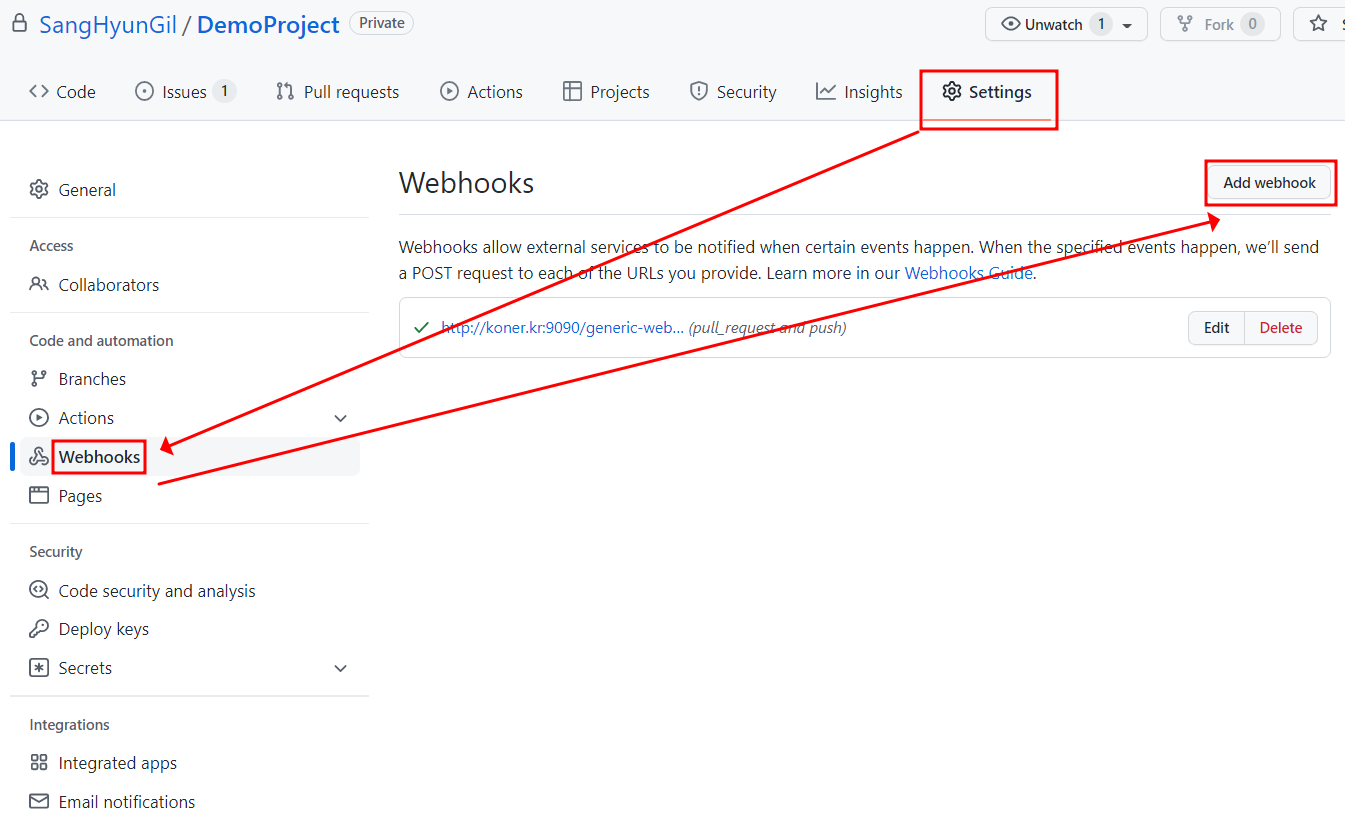 SangHyunGil / DemoProject Private
Unwatch 1 Fork 0
Code Issues 1 Pull requests Actions Projects Security Insights Settings
General
Access
Collaborators
Code and automation
Branches
Actions
Webhooks
Pages
Security
Code security and analysis
Deploy keys
Secrets
Integrations
Integrated apps
Email notifications
Webhooks
Add webhook
Webhooks allow external services to be notified when certain events happen. When the specified events happen, we’ll send
a POST request to each of the URLs you provide. Learn more in our Webhooks Guide.
http://koner.kr:9090/generic-web... (pull_request and push)
Edit Delete